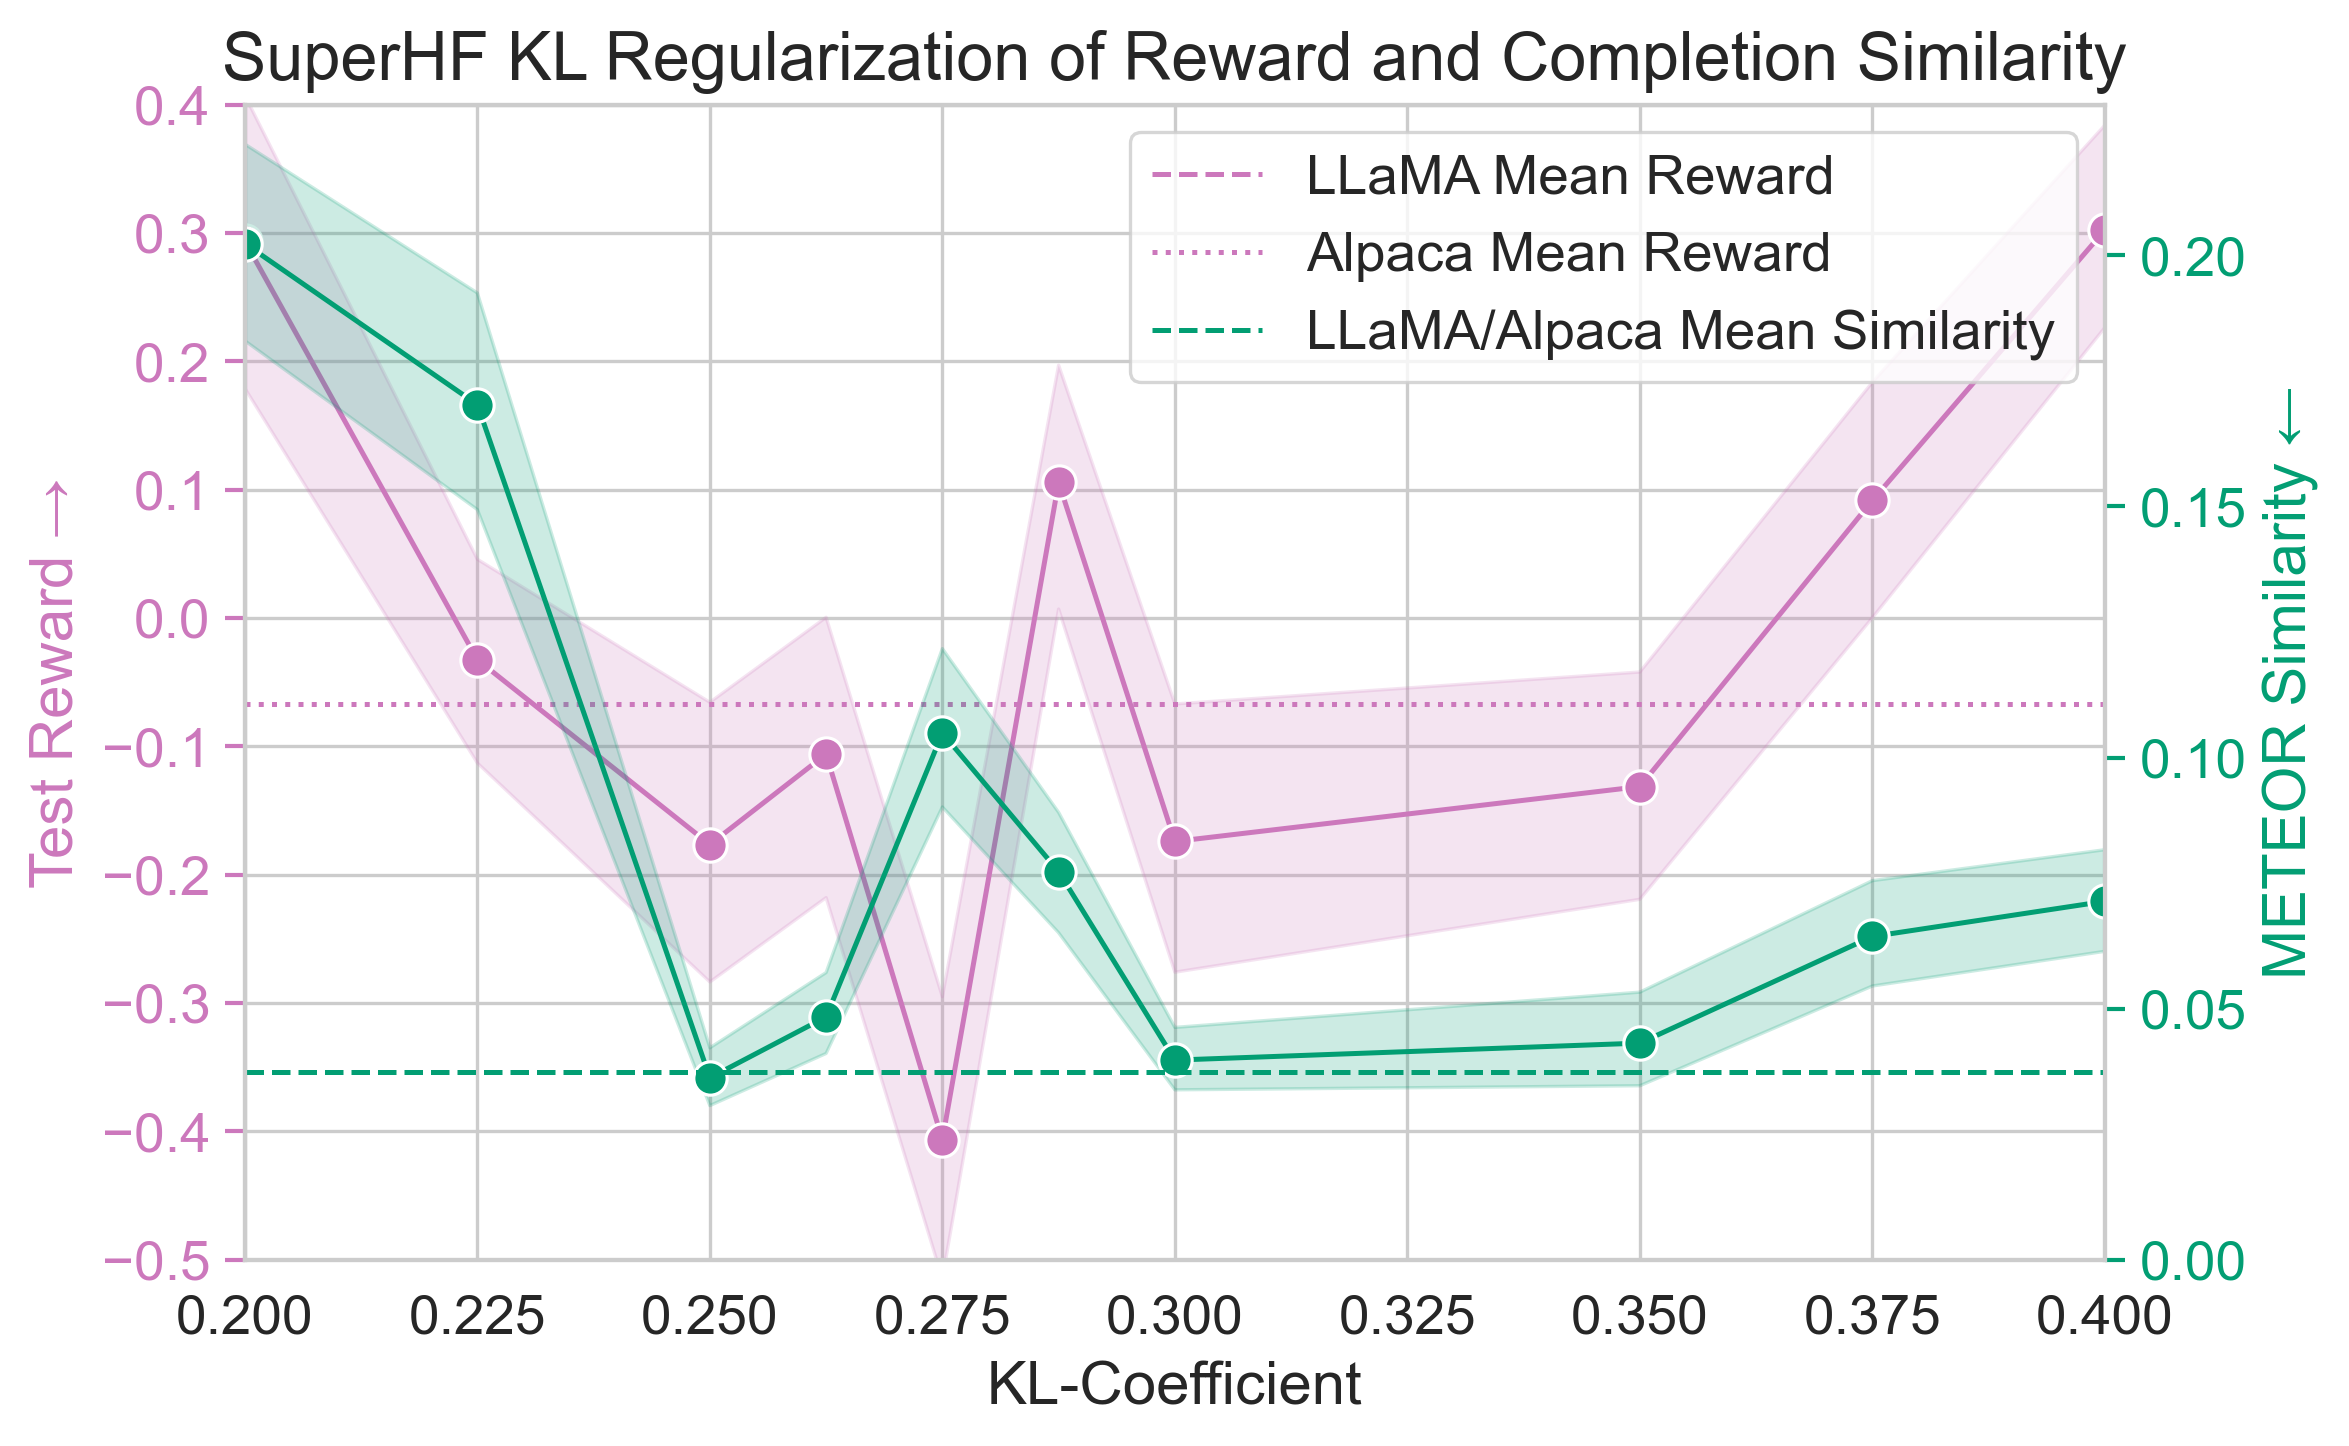 SuperHF KL Regularization of Reward and Completion Similarity
0.4
0.3
0.2
0.1
0.0
−0.1
−0.2
−0.3
−0.4
−0.5
Test Reward →
LLaMA Mean Reward
Alpaca Mean Reward
LLaMA/Alpaca Mean Similarity
0.20
0.15
0.10
0.05
0.00
METEOR Similarity ←
0.200 0.225 0.250 0.275 0.300 0.325 0.350 0.375 0.400
KL-Coefficient